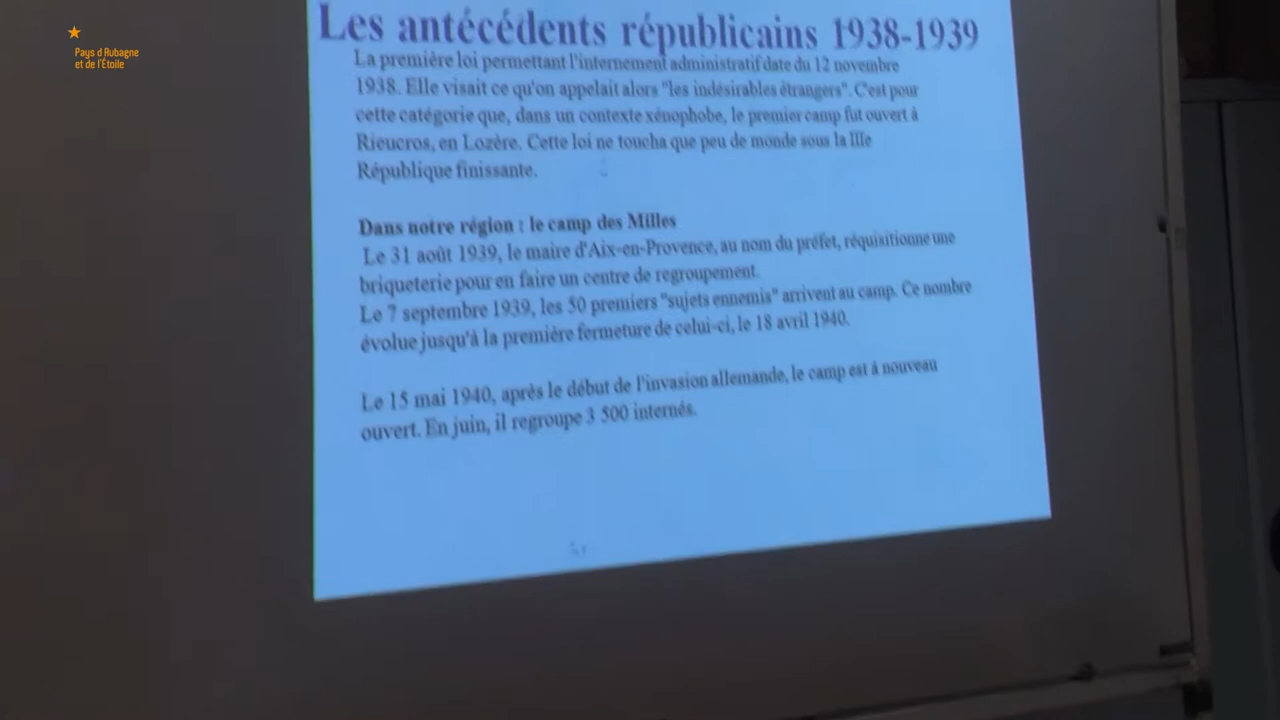 Pays d'Aubagne
et de l'Étoile
Les antécédents républicains 1938-1939
La première loi permettant l'internement administratif date du 12 novembre
1938. Elle visait ce qu'on appelait alors "les indésirables étrangers". C'est pour
cette catégorie que, dans un contexte xénophobe, le premier camp fut ouvert à
Rieucros, en Lozère. Cette loi ne toucha que peu de monde sous la IIIe
République finissante.
Dans notre région : le camp des Milles
Le 31 août 1939, le maire d'Aix-en-Provence, au nom du préfet, réquisitionne une
briqueterie pour en faire un centre de regroupement.
Le 7 septembre 1939, les 50 premiers "sujets ennemis" arrivent au camp. Ce nombre
évolue jusqu'à la première fermeture de celui-ci, le 18 avril 1940.
Le 15 mai 1940, après le début de l'invasion allemande, le camp est à nouveau
ouvert. En juin, il regroupe 3 500 internés.